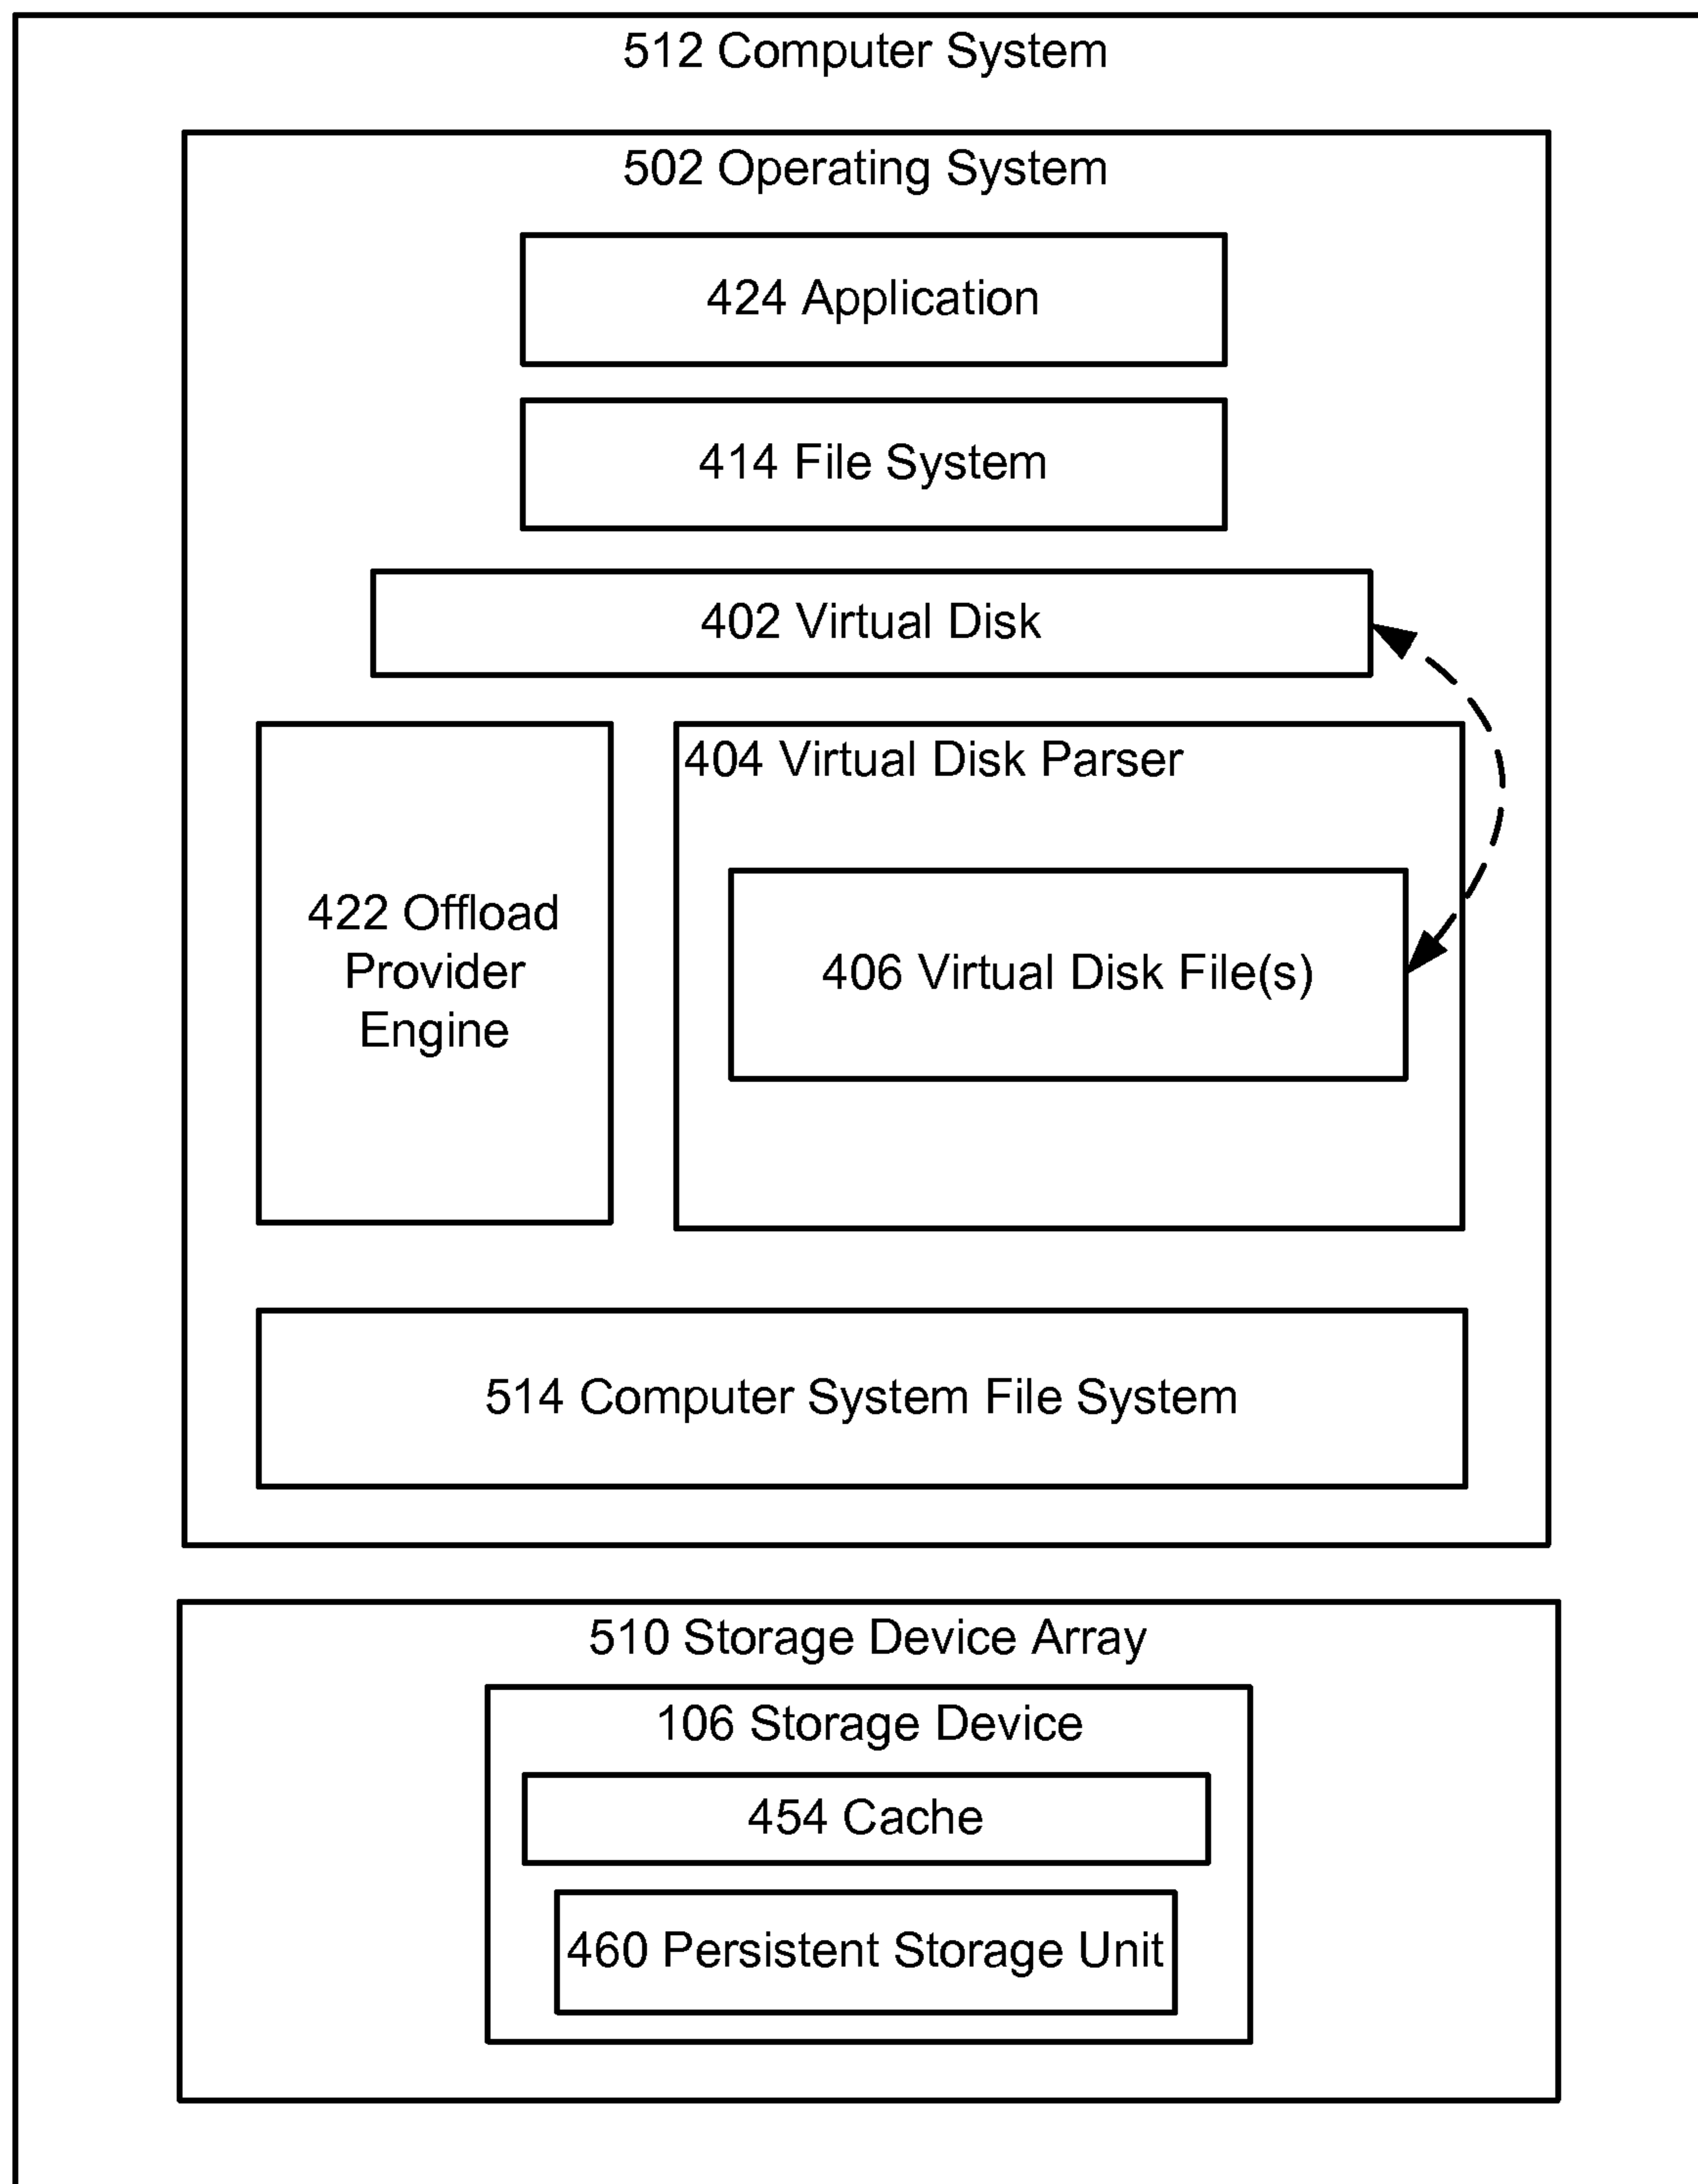 512 Computer System
502 Operating System
424 Application
414 File System
402 Virtual Disk
404 Virtual Disk Parser
422 Offload
Provider
Engine
406 Virtual Disk File(s)
514 Computer System File System
510 Storage Device Array
106 Storage Device
454 Cache
460 Persistent Storage Unit